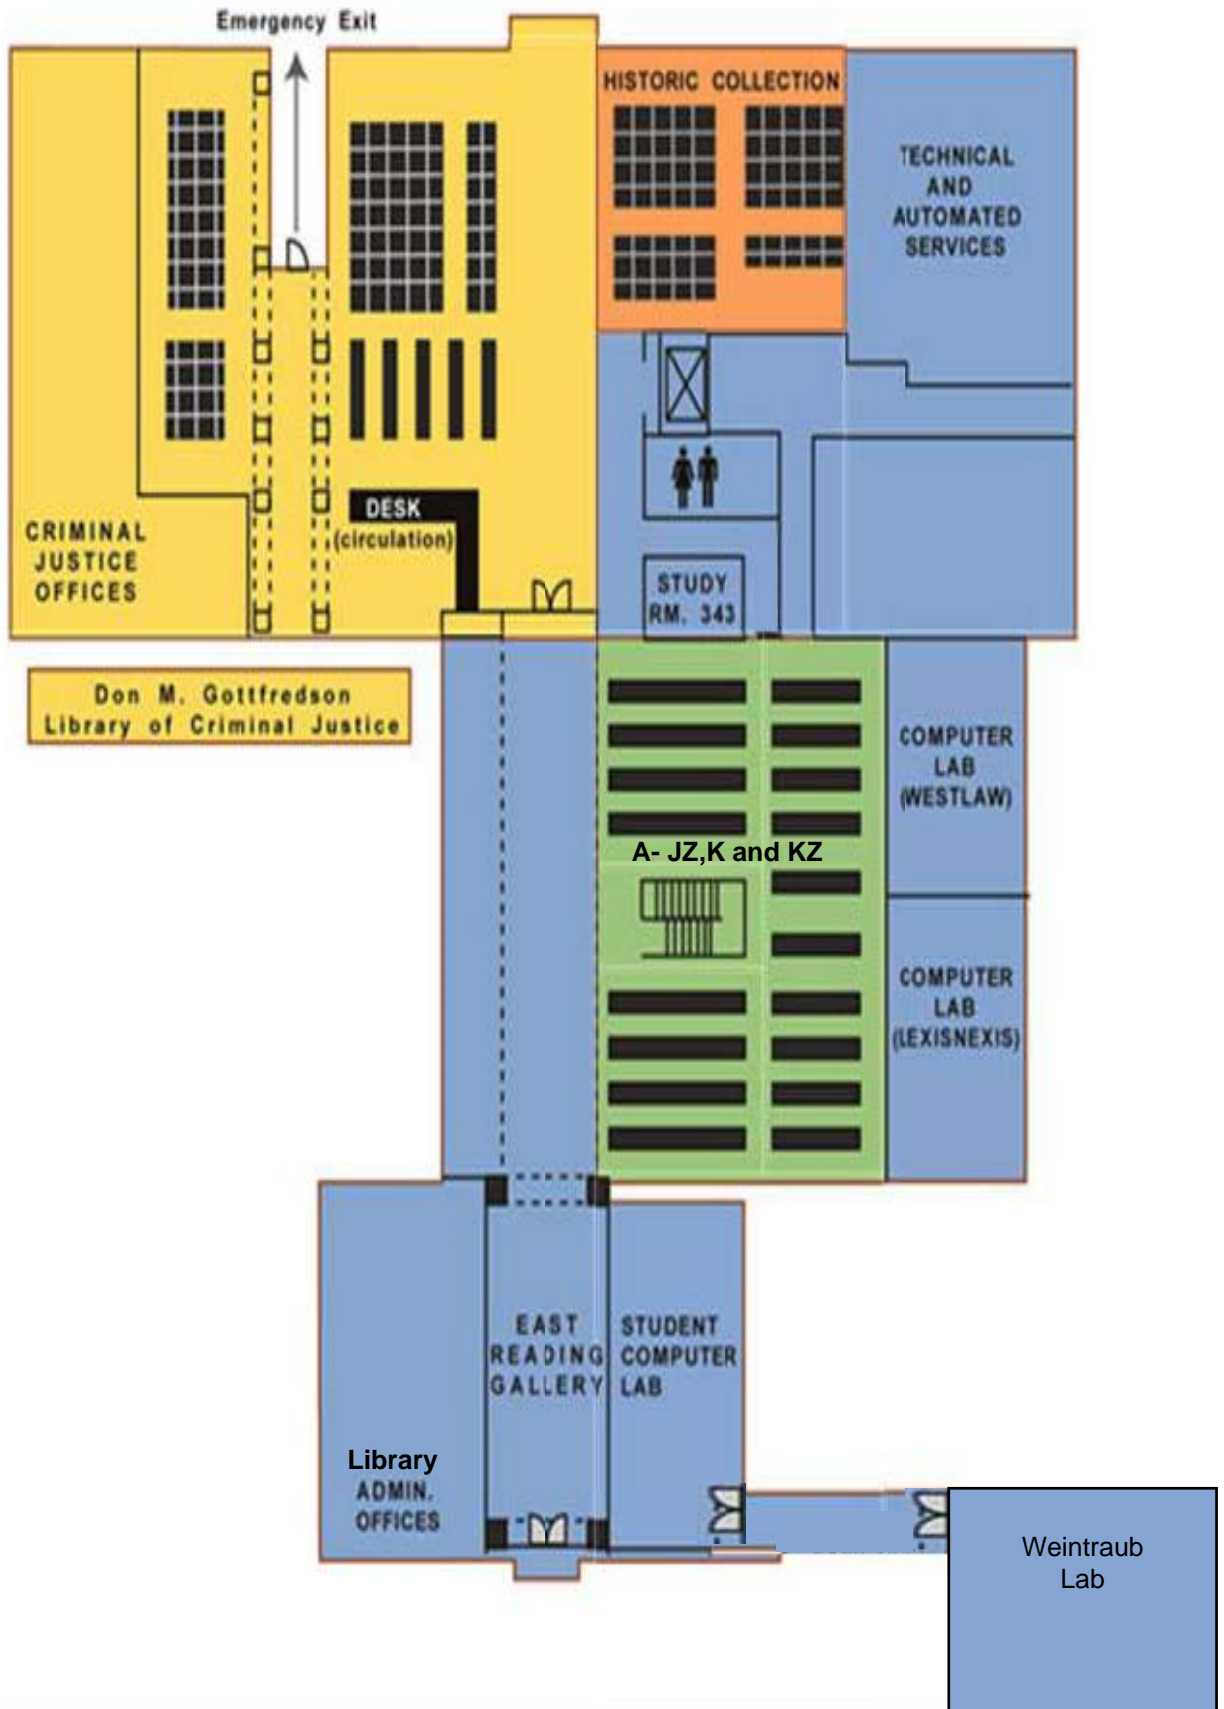 Emergency Exit
HISTORIC COLLECTION
TECHNICAL
AND
AUTOMATED
SERVICES
DESK
(circulation)
CRIMINAL
JUSTICE
OFFICES
STUDY
RM. 343
Don M. Gottfredson
Library of Criminal Justice
COMPUTER
LAB
(WESTLAW)
A- JZ,K and KZ
COMPUTER
LAB
(LEXISNEXIS)
EAST
READING
GALLERY
STUDENT
COMPUTER
LAB
Library
ADMIN.
OFFICES
Weintraub
Lab